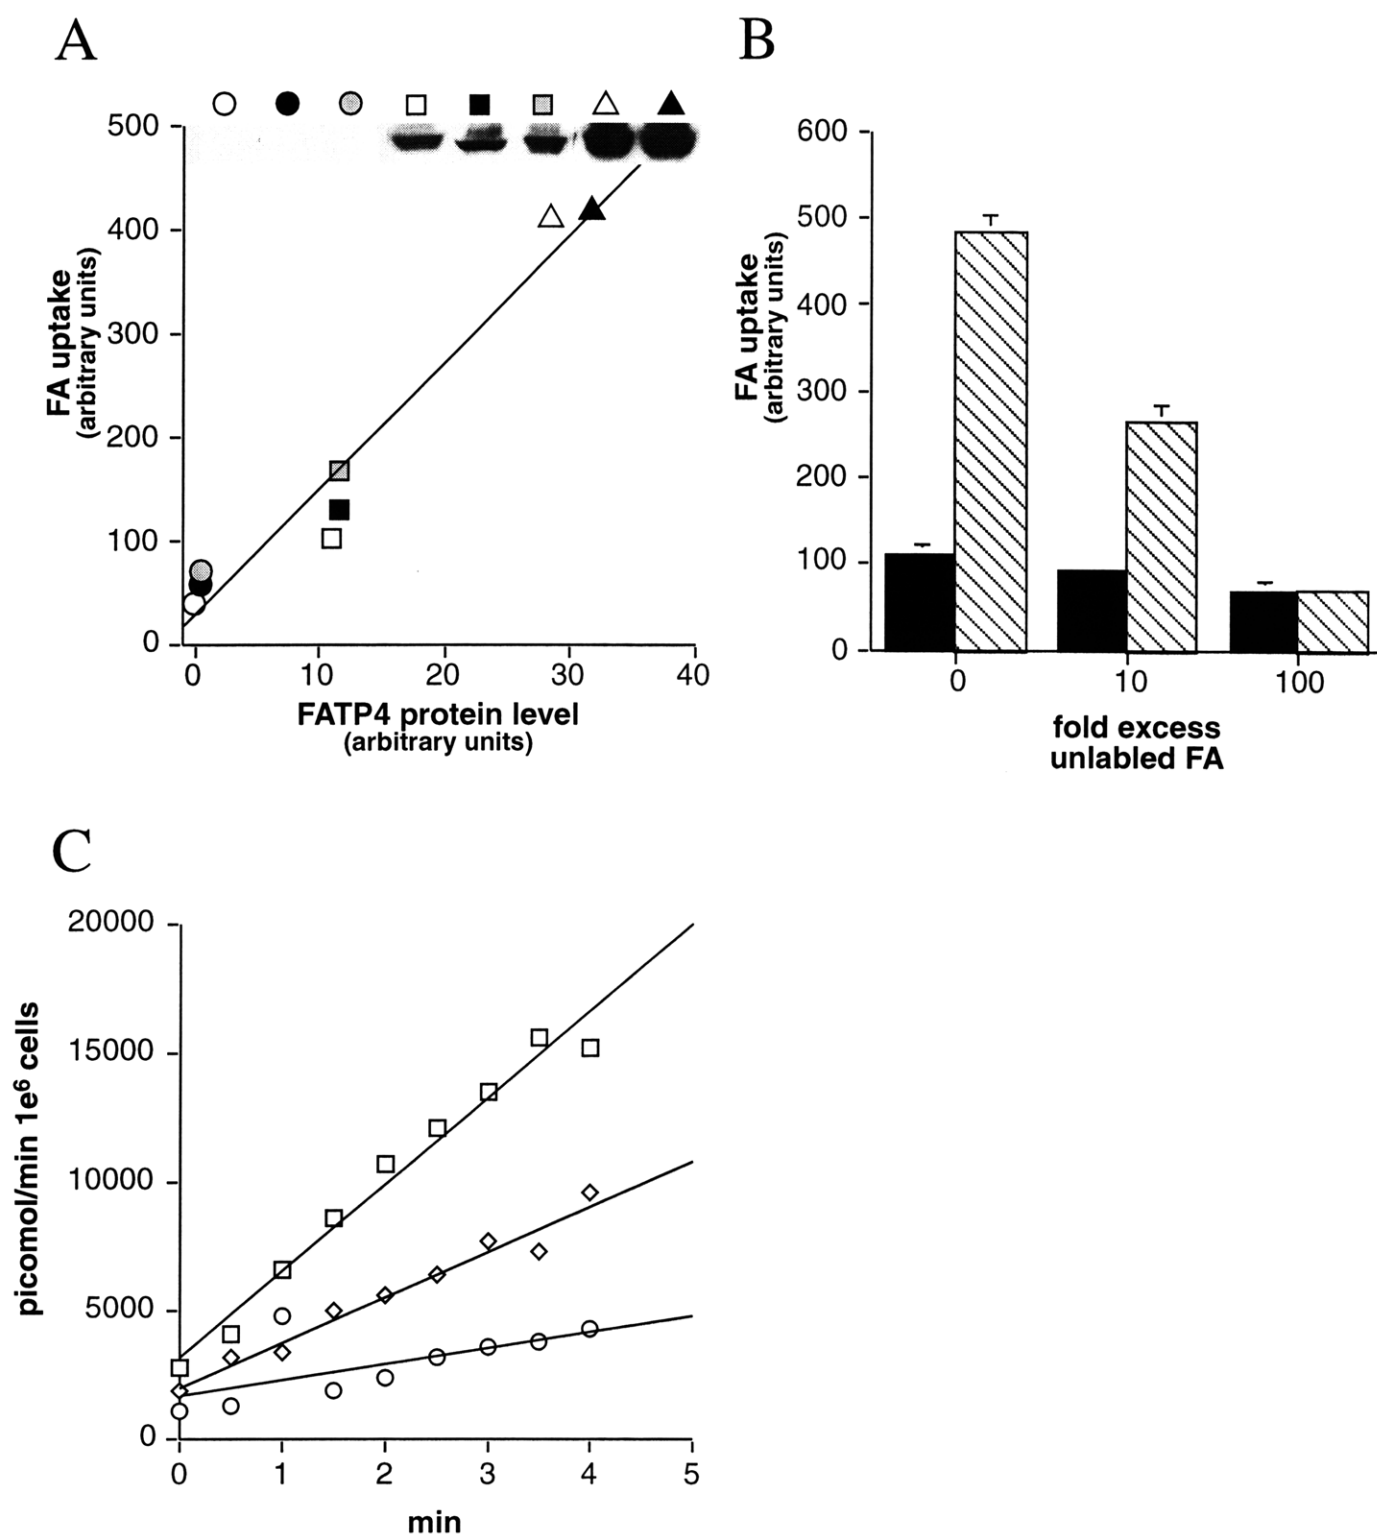 A
500
400
300
200
100
0
FA uptake
(arbitrary units)
0 10 20 30 40
FATP4 protein level
(arbitrary units)
B
600
500
400
300
200
100
0
FA uptake
(arbitrary units)
0 10 100
fold excess
unlabled FA
C
20000
15000
10000
5000
0
picomol/min 1e⁶ cells
0 1 2 3 4 5
min